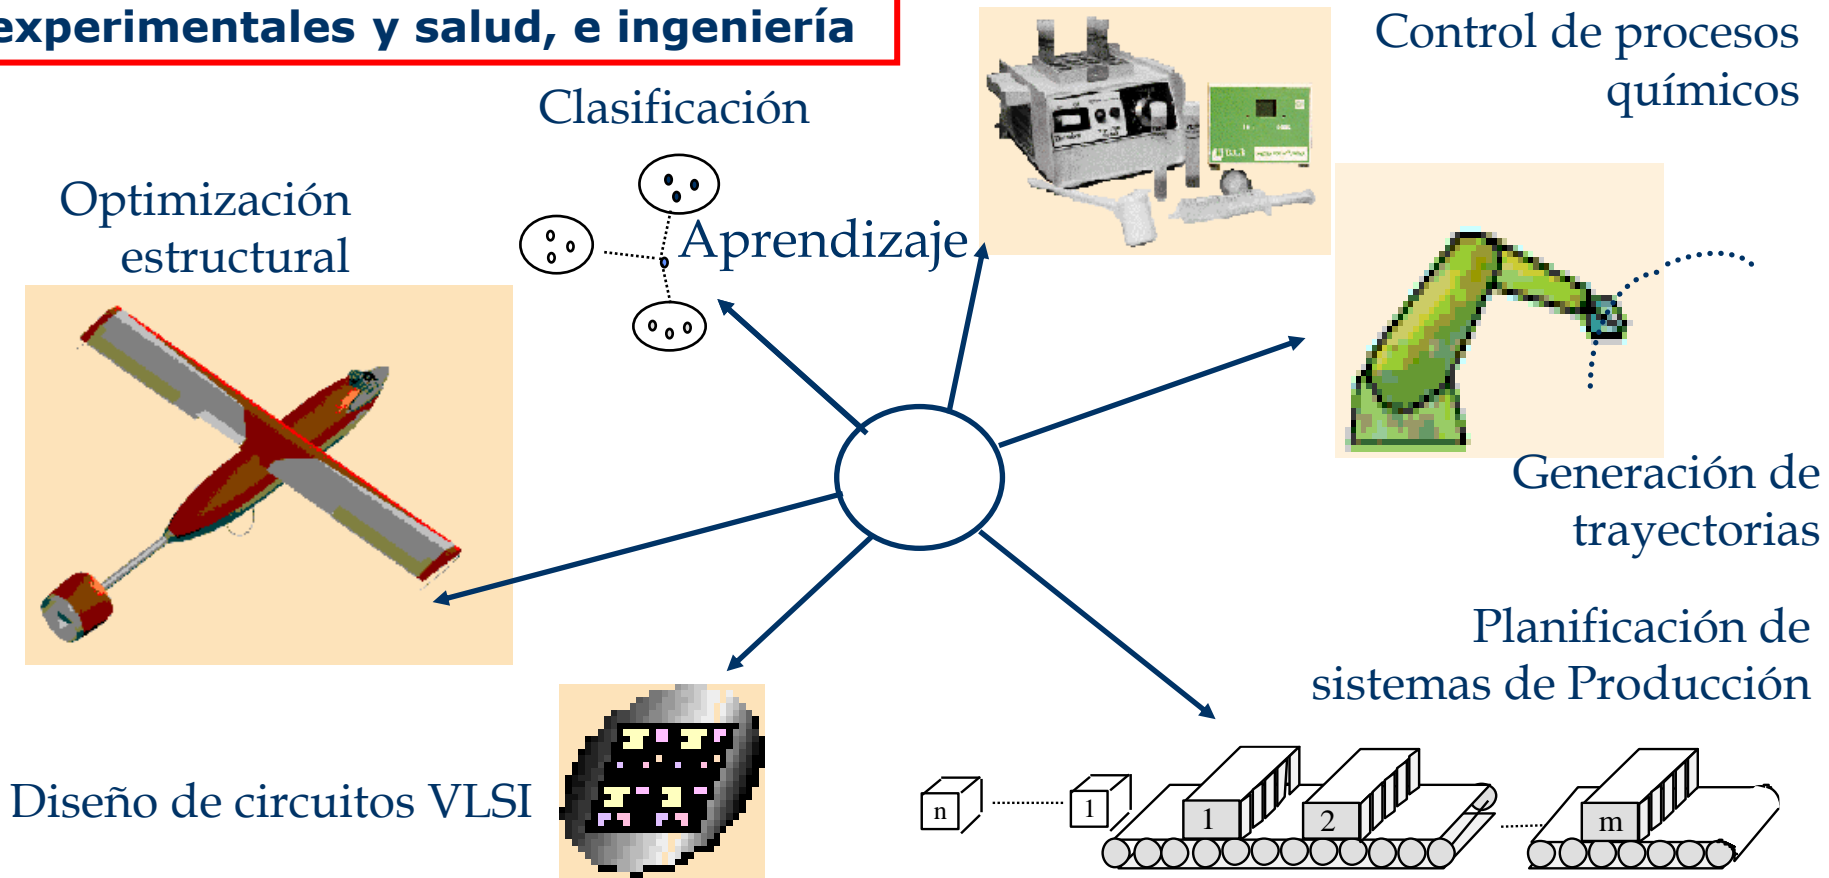 experimentales y salud, e ingeniería
Control de procesos
químicos
Clasificación
Aprendizaje
Optimización
estructural
Generación de
trayectorias
Planificación de
sistemas de Producción
Diseño de circuitos VLSI
n
1
1
2
m